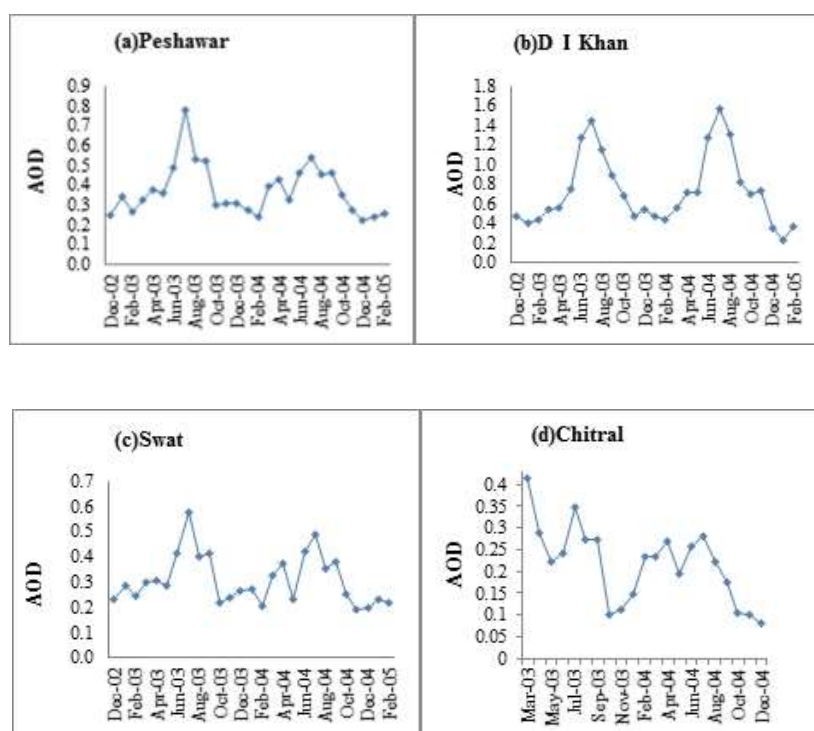 (a)Peshawar
0.9
0.8
0.7
0.6
0.5
0.4
0.3
0.2
0.1
0.0
AOD
Dec-02
Feb-03
Apr-03
Jun-03
Aug-03
Oct-03
Dec-03
Feb-04
Apr-04
Jun-04
Aug-04
Oct-04
Dec-04
Feb-05
(b)D I Khan
1.8
1.6
1.4
1.2
1.0
0.8
0.6
0.4
0.2
0.0
AOD
Dec-02
Feb-03
Apr-03
Jun-03
Aug-03
Oct-03
Dec-03
Feb-04
Apr-04
Jun-04
Aug-04
Oct-04
Dec-04
Feb-05
(c)Swat
0.7
0.6
0.5
0.4
0.3
0.2
0.1
0.0
AOD
Dec-02
Feb-03
Apr-03
Jun-03
Aug-03
Oct-03
Dec-03
Feb-04
Apr-04
Jun-04
Aug-04
Oct-04
Dec-04
Feb-05
(d)Chitral
0.4
0.35
0.3
0.25
0.2
0.15
0.1
0.05
0
AOD
Mar-03
May-03
Jul-03
Sep-03
Nov-03
Feb-04
Apr-04
Jun-04
Aug-04
Oct-04
Dec-04